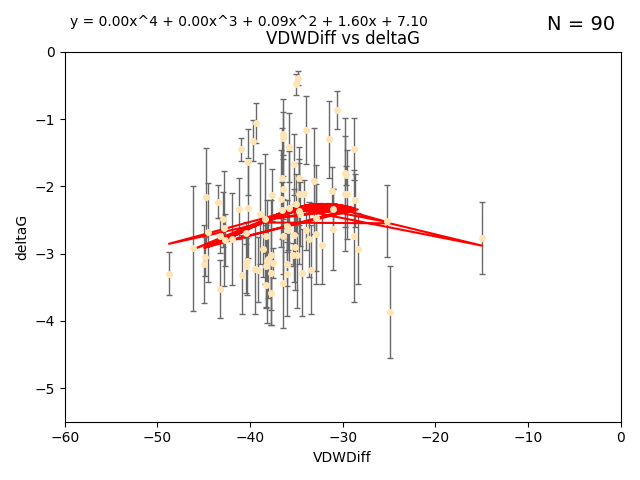 y = 0.00x^4 + 0.00x^3 + 0.09x^2 + 1.60x + 7.10
N = 90
VDWDiff vs deltaG
0
−1
−2
−3
−4
−5
deltaG
−60 −50 −40 −30 −20 −10 0
VDWDiff